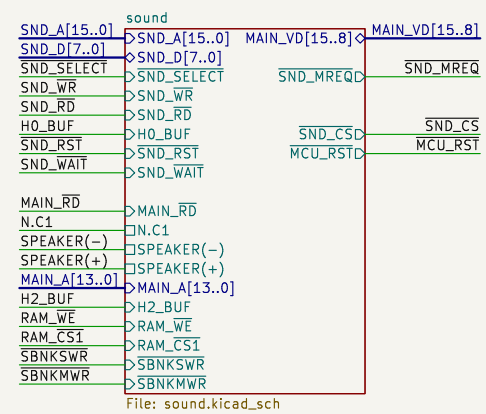 sound
SND_A[15..0] SND_A[15..0] MAIN_VD[15..8] MAIN_VD[15..8]
SND_D[7..0] SND_D[7..0]
SND_SELECT SND_SELECT SND_MREQ SND_MREQ
SND_WR SND_WR
SND_RD SND_RD
H0_BUF H0_BUF SND_CS SND_CS
SND_RST SND_RST MCU_RST MCU_RST
SND_WAIT SND_WAIT
MAIN_RD MAIN_RD
N.C1 N.C1
SPEAKER(-) SPEAKER(-)
SPEAKER(+) SPEAKER(+)
MAIN_A[13..0] MAIN_A[13..0]
H2_BUF H2_BUF
RAM_WE RAM_WE
RAM_CS1 RAM_CS1
SBNKSWR SBNKSWR
SBNKMWR SBNKMWR
File: sound.kicad_sch